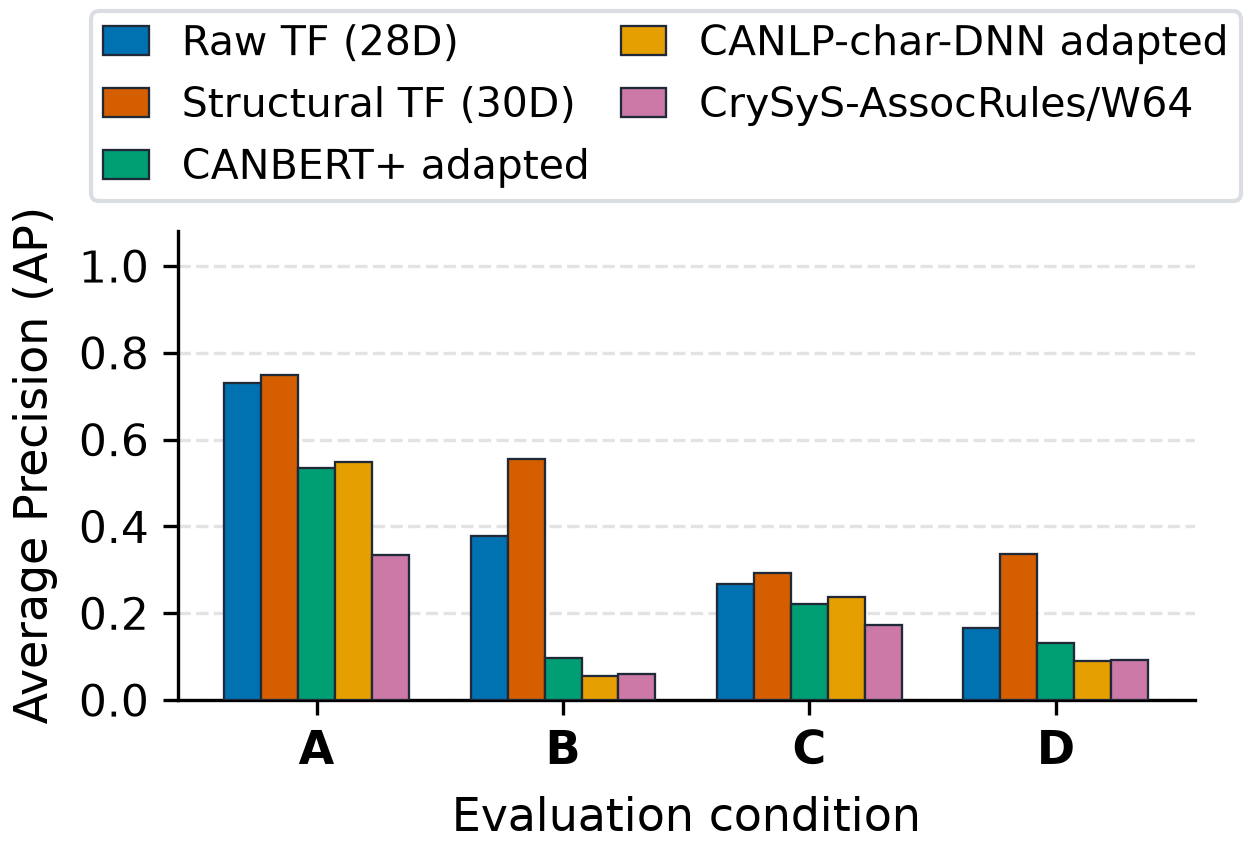 Raw TF (28D)
Structural TF (30D)
CANBERT+ adapted
CANLP-char-DNN adapted
CrySyS-AssocRules/W64
Average Precision (AP)
1.0
0.8
0.6
0.4
0.2
0.0
A B C D
Evaluation condition